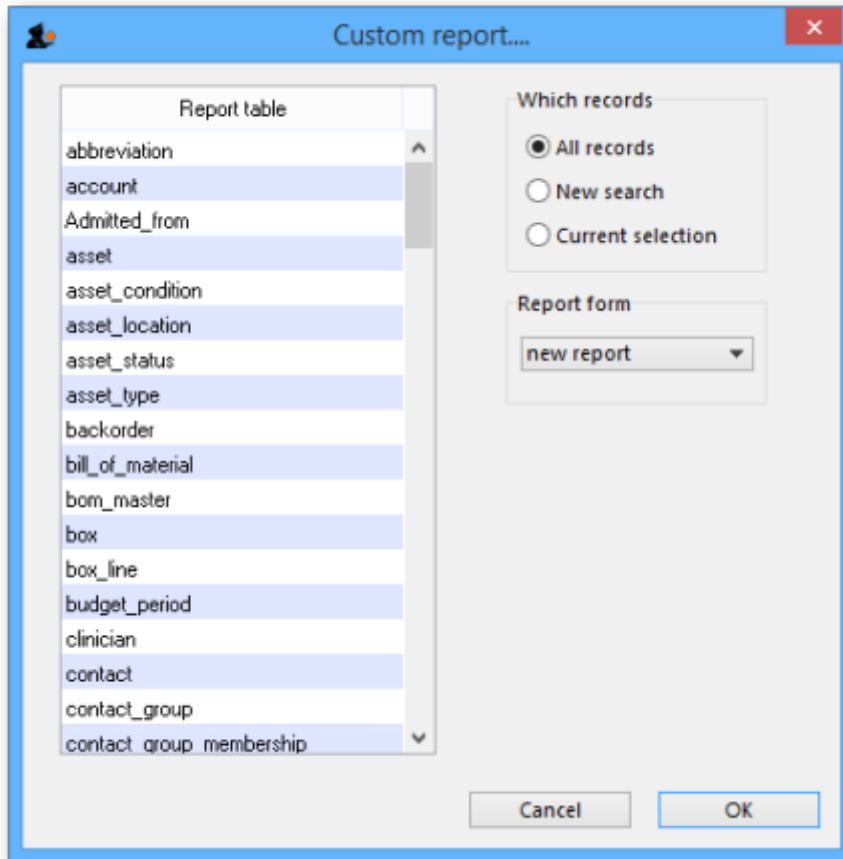 Custom report....
Report table
abbreviation
account
Admitted_from
asset
asset_condition
asset_location
asset_status
asset_type
backorder
bill_of_material
bom_master
box
box_line
budget_period
clinician
contact
contact_group
contact_group_membership
Which records
All records
New search
Current selection
Report form
new report
Cancel
OK